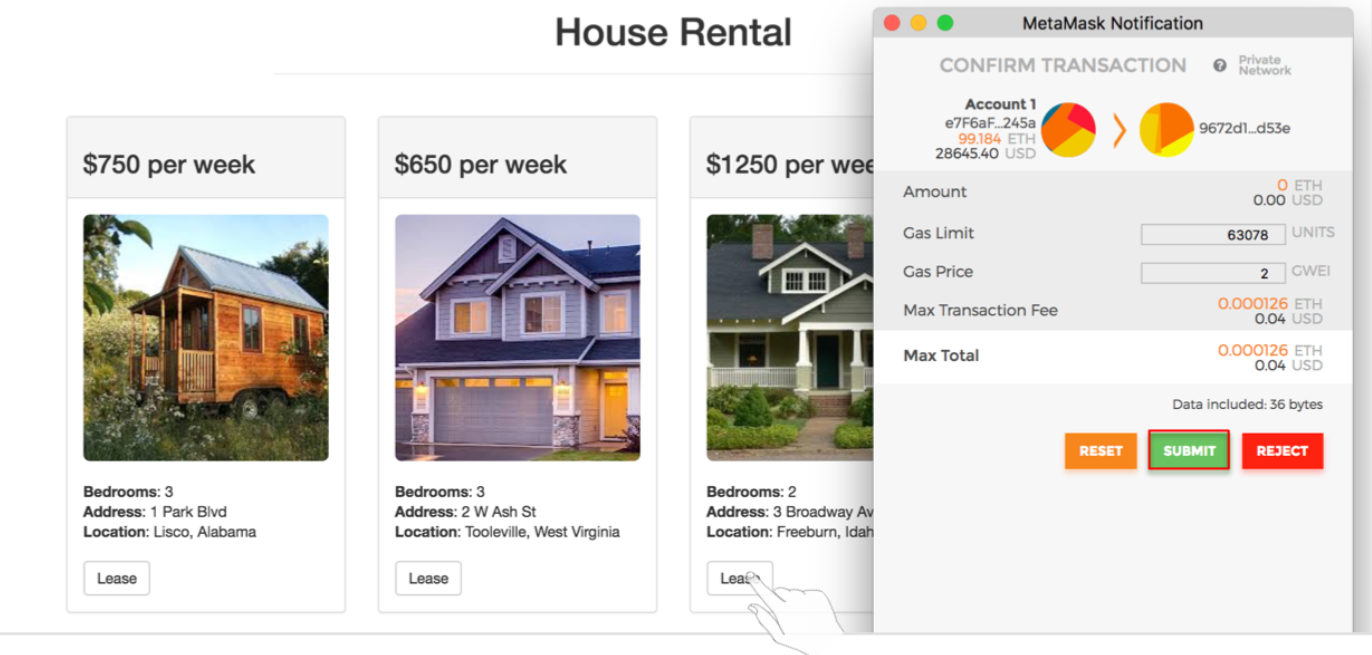 House Rental
$750 per week
Bedrooms: 3
Address: 1 Park Blvd
Location: Lisco, Alabama
Lease
$650 per week
Bedrooms: 3
Address: 2 W Ash St
Location: Tooleville, West Virginia
Lease
$1250 per wee
Bedrooms: 2
Address: 3 Broadway Av
Location: Freeburn, Idah
Lease
MetaMask Notification
CONFIRM TRANSACTION ? Private
Network
Account 1
e7F6aF...245a
99.184 ETH
28645.40 USD
9672d1...d53e
Amount 0 ETH
0.00 USD
Gas Limit 63078 UNITS
Gas Price 2 GWEI
Max Transaction Fee 0.000126 ETH
0.04 USD
Max Total 0.000126 ETH
0.04 USD
Data included: 36 bytes
RESET SUBMIT REJECT